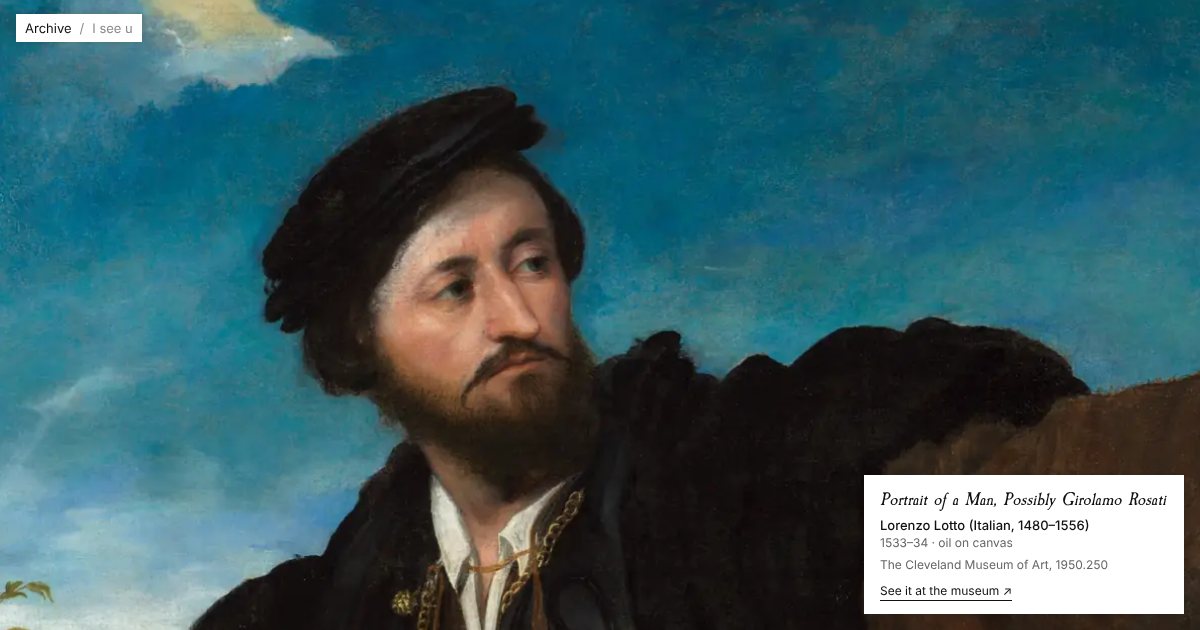 Archive / I see u
Portrait of a Man, Possibly Girolamo Rosati
Lorenzo Lotto (Italian, 1480–1556)
1533–34 · oil on canvas
The Cleveland Museum of Art, 1950.250
See it at the museum ↗